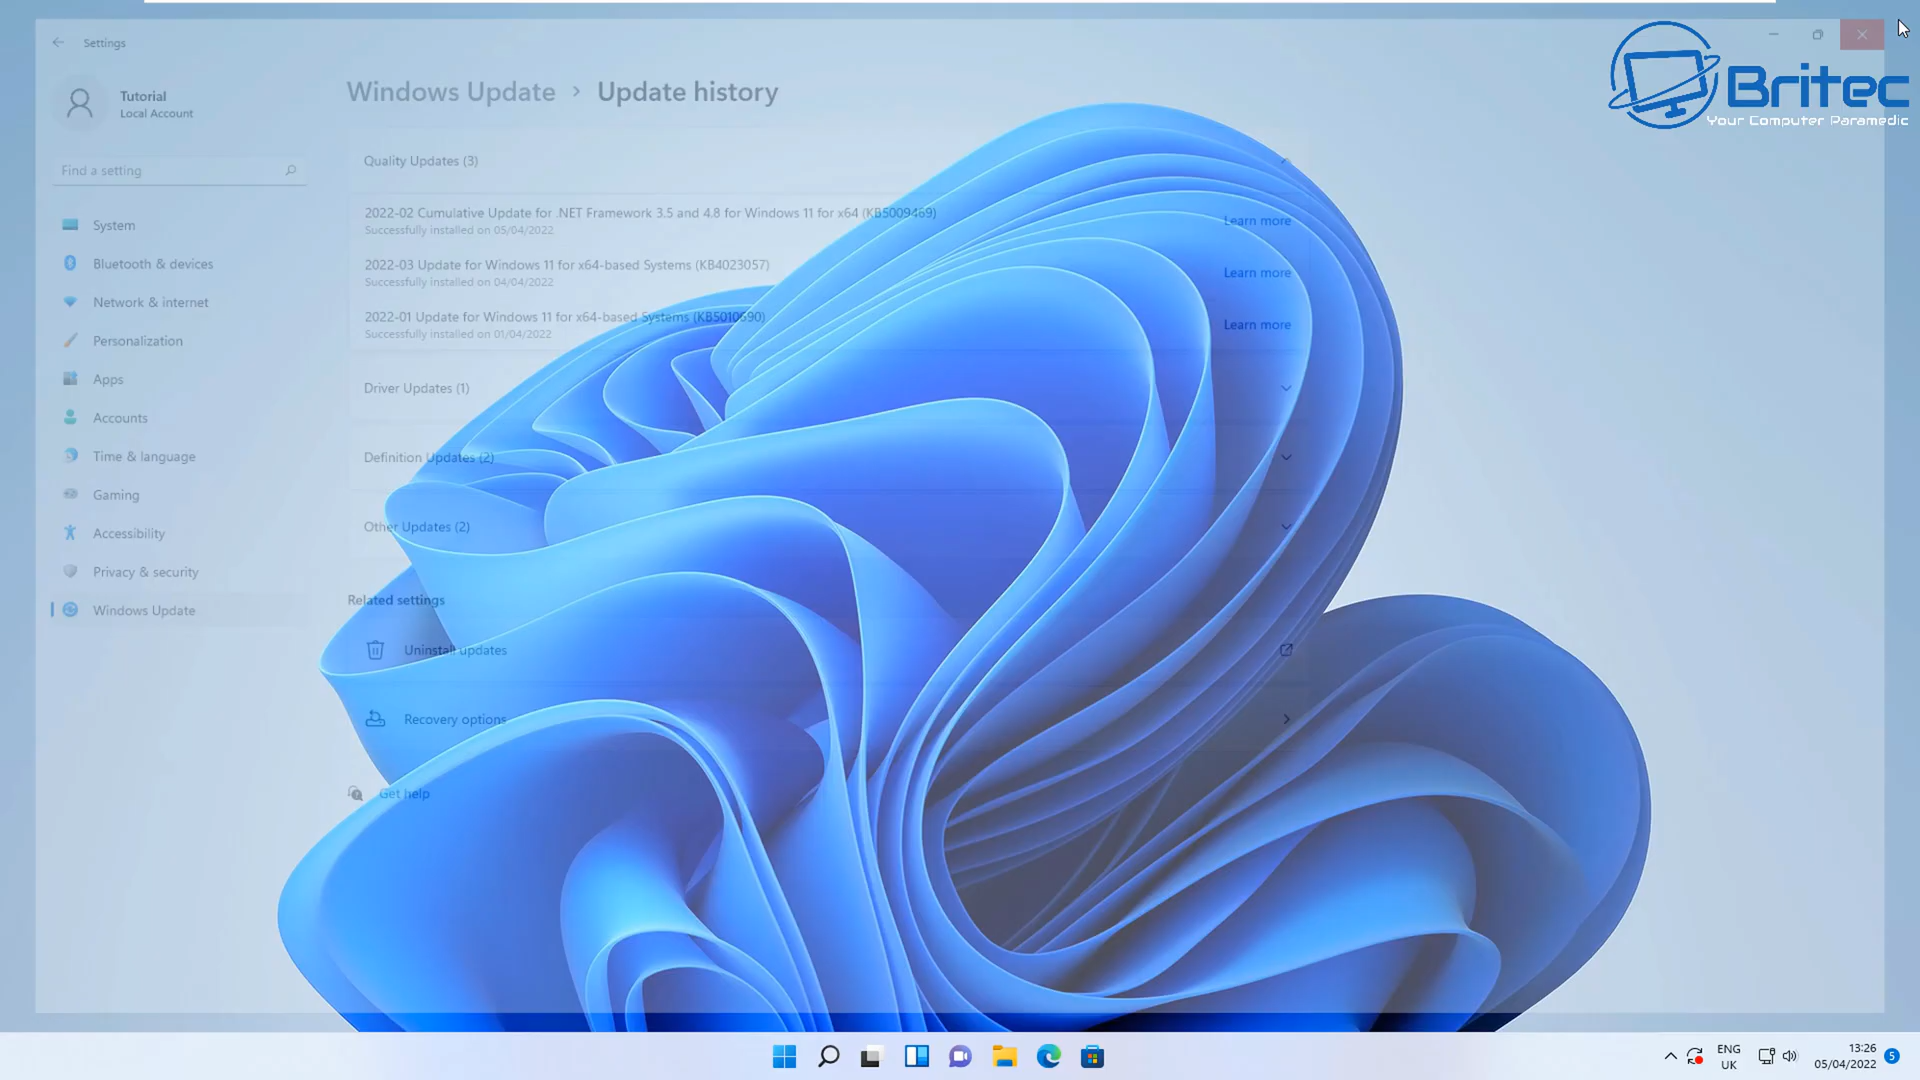 Settings
Britec
Your Computer Paramedic
Tutorial
Local Account
Find a setting
System
Bluetooth & devices
Network & internet
Personalization
Apps
Accounts
Time & language
Gaming
Accessibility
Privacy & security
Windows Update
Windows Update > Update history
Quality Updates (3)
2022-02 Cumulative Update for .NET Framework 3.5 and 4.8 for Windows 11 for x64 (KB5009469)
Successfully installed on 05/04/2022
Learn more
2022-03 Update for Windows 11 for x64-based Systems (KB4023057)
Successfully installed on 04/04/2022
Learn more
2022-01 Update for Windows 11 for x64-based Systems (KB5010690)
Successfully installed on 01/04/2022
Learn more
Driver Updates (1)
Definition Updates (2)
Other Updates (2)
Related settings
Uninstall updates
Recovery options
Get help
ENG
UK
13:26
05/04/2022
5